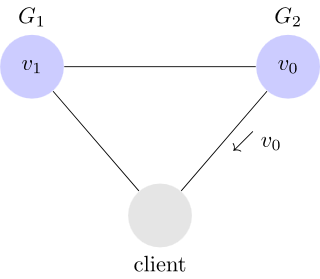 G₁ G₂
v₁ v₀
v₀
client